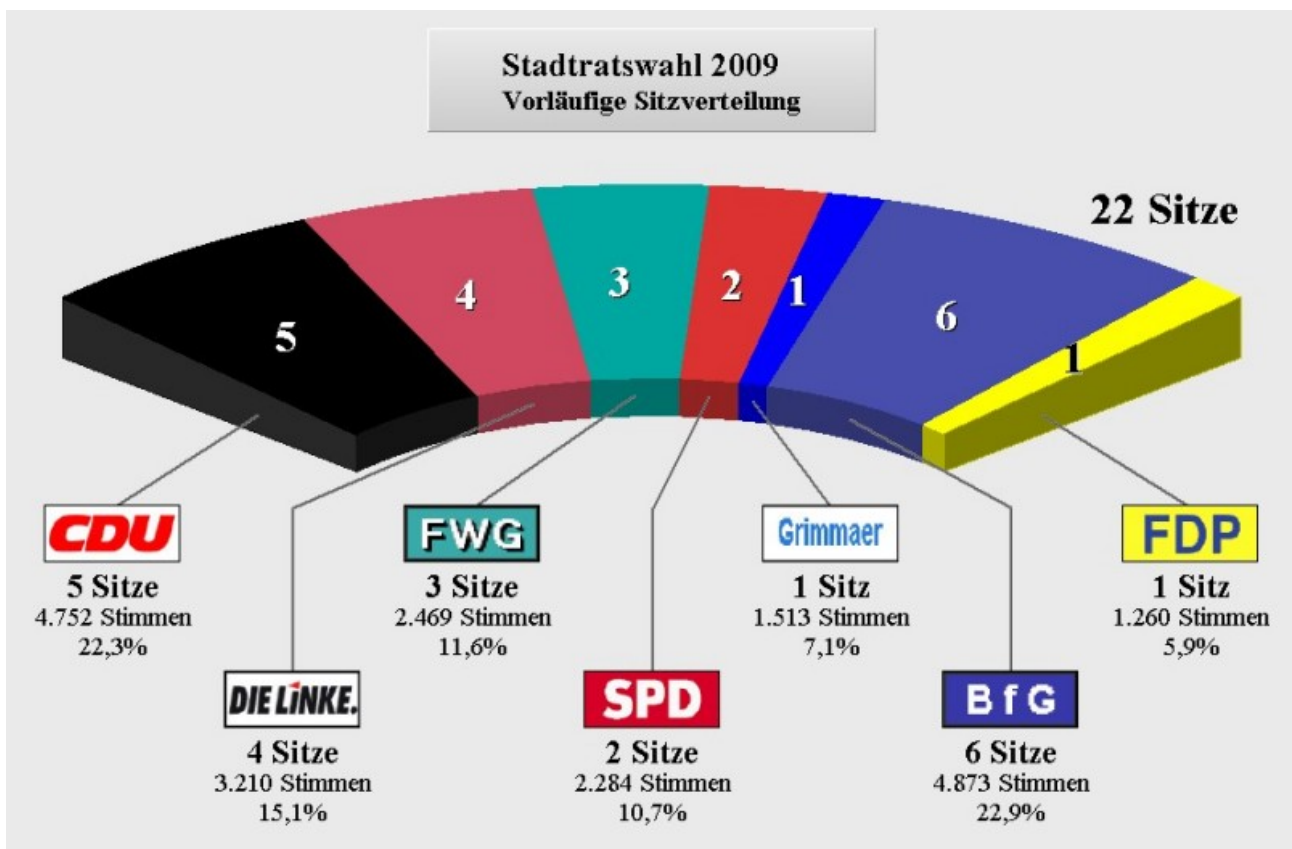 Stadtratswahl 2009
Vorläufige Sitzverteilung
22 Sitze
5
4
3
2
1
6
1
CDU
5 Sitze
4.752 Stimmen
22,3%
DIE LINKE.
4 Sitze
3.210 Stimmen
15,1%
FWG
3 Sitze
2.469 Stimmen
11,6%
SPD
2 Sitze
2.284 Stimmen
10,7%
Grimmaer
1 Sitz
1.513 Stimmen
7,1%
BfG
6 Sitze
4.873 Stimmen
22,9%
FDP
1 Sitz
1.260 Stimmen
5,9%